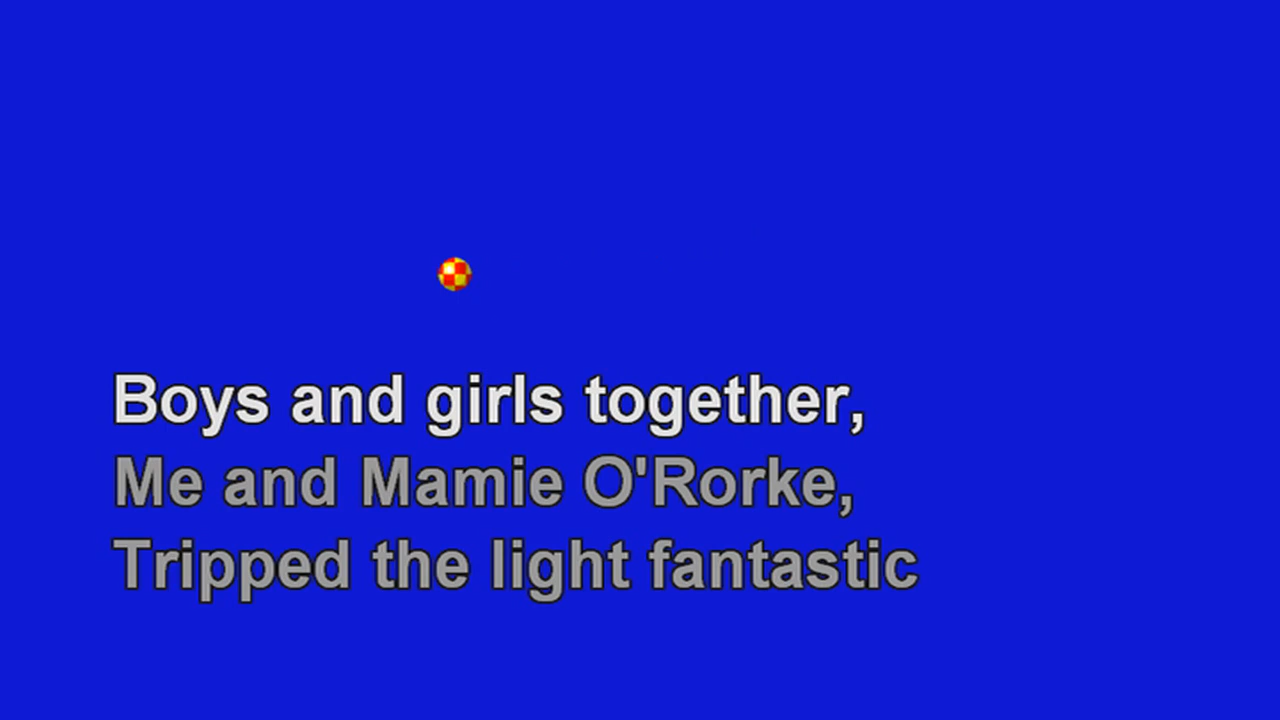 Boys and girls together,
Me and Mamie O'Rorke,
Tripped the light fantastic